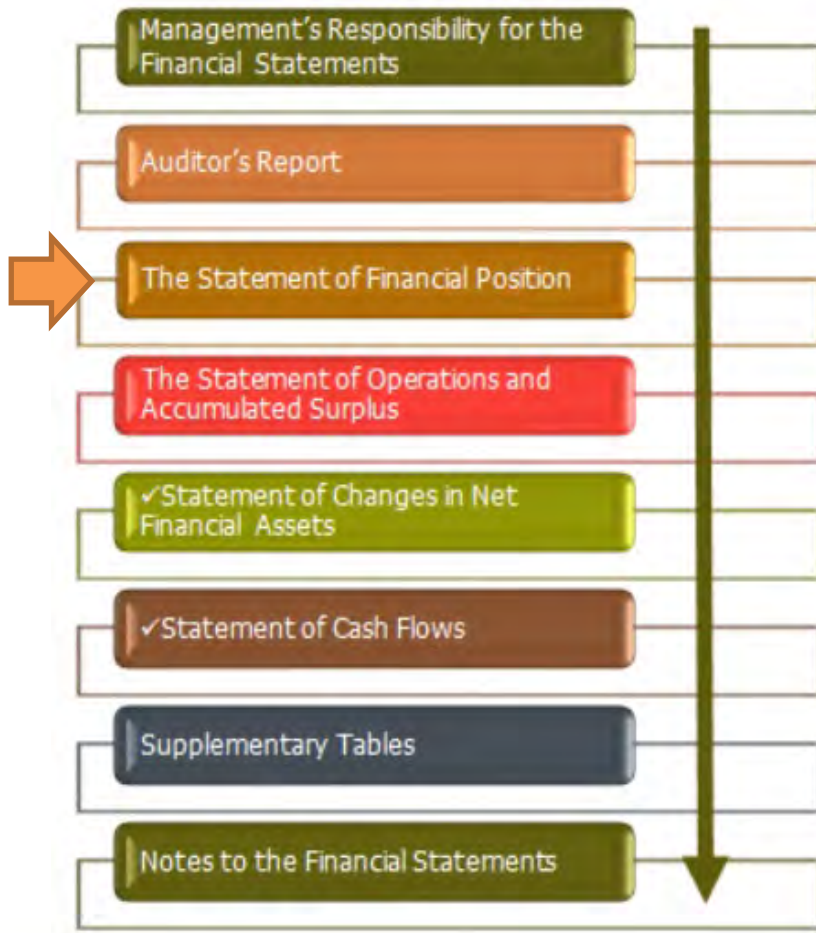 Management's Responsibility for the
Financial Statements
Auditor's Report
The Statement of Financial Position
The Statement of Operations and
Accumulated Surplus
✓Statement of Changes in Net
Financial Assets
✓Statement of Cash Flows
Supplementary Tables
Notes to the Financial Statements